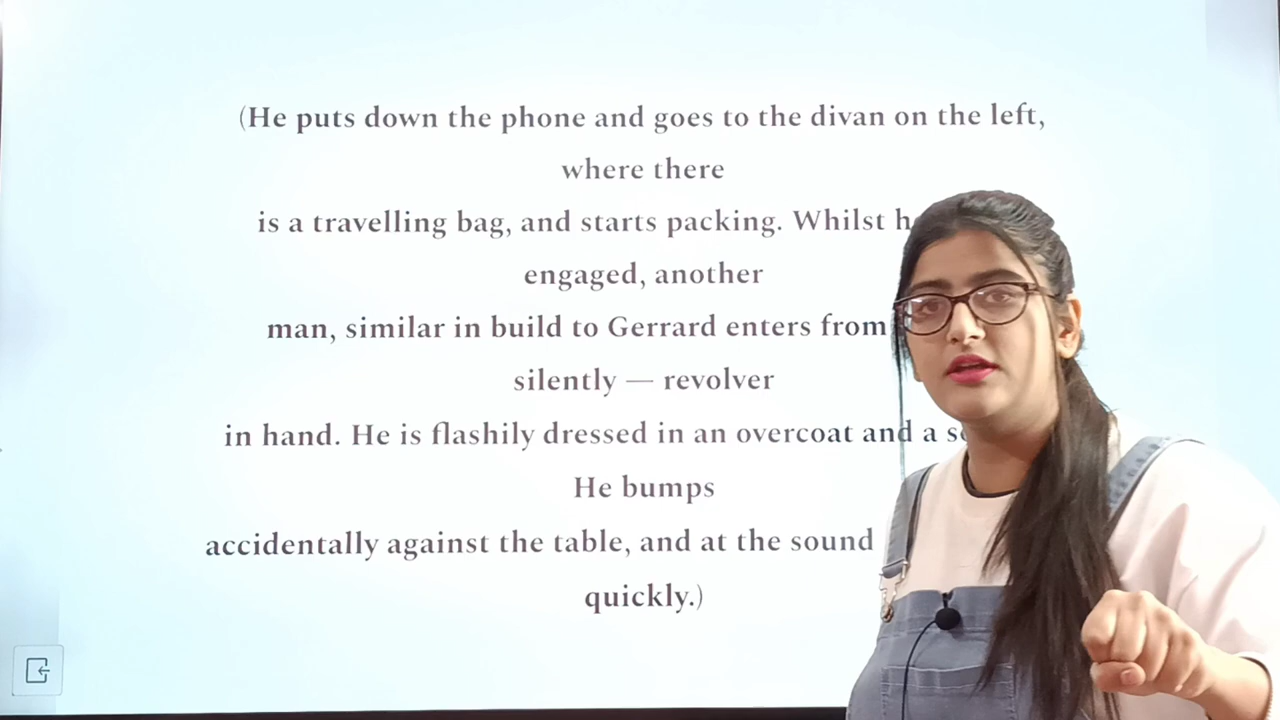 (He puts down the phone and goes to the divan on the left,
where there
is a travelling bag, and starts packing. Whilst
engaged, another
man, similar in build to Gerrard enters from
silently — revolver
in hand. He is flashily dressed in an overcoat and a
He bumps
accidentally against the table, and at the sound
quickly.)